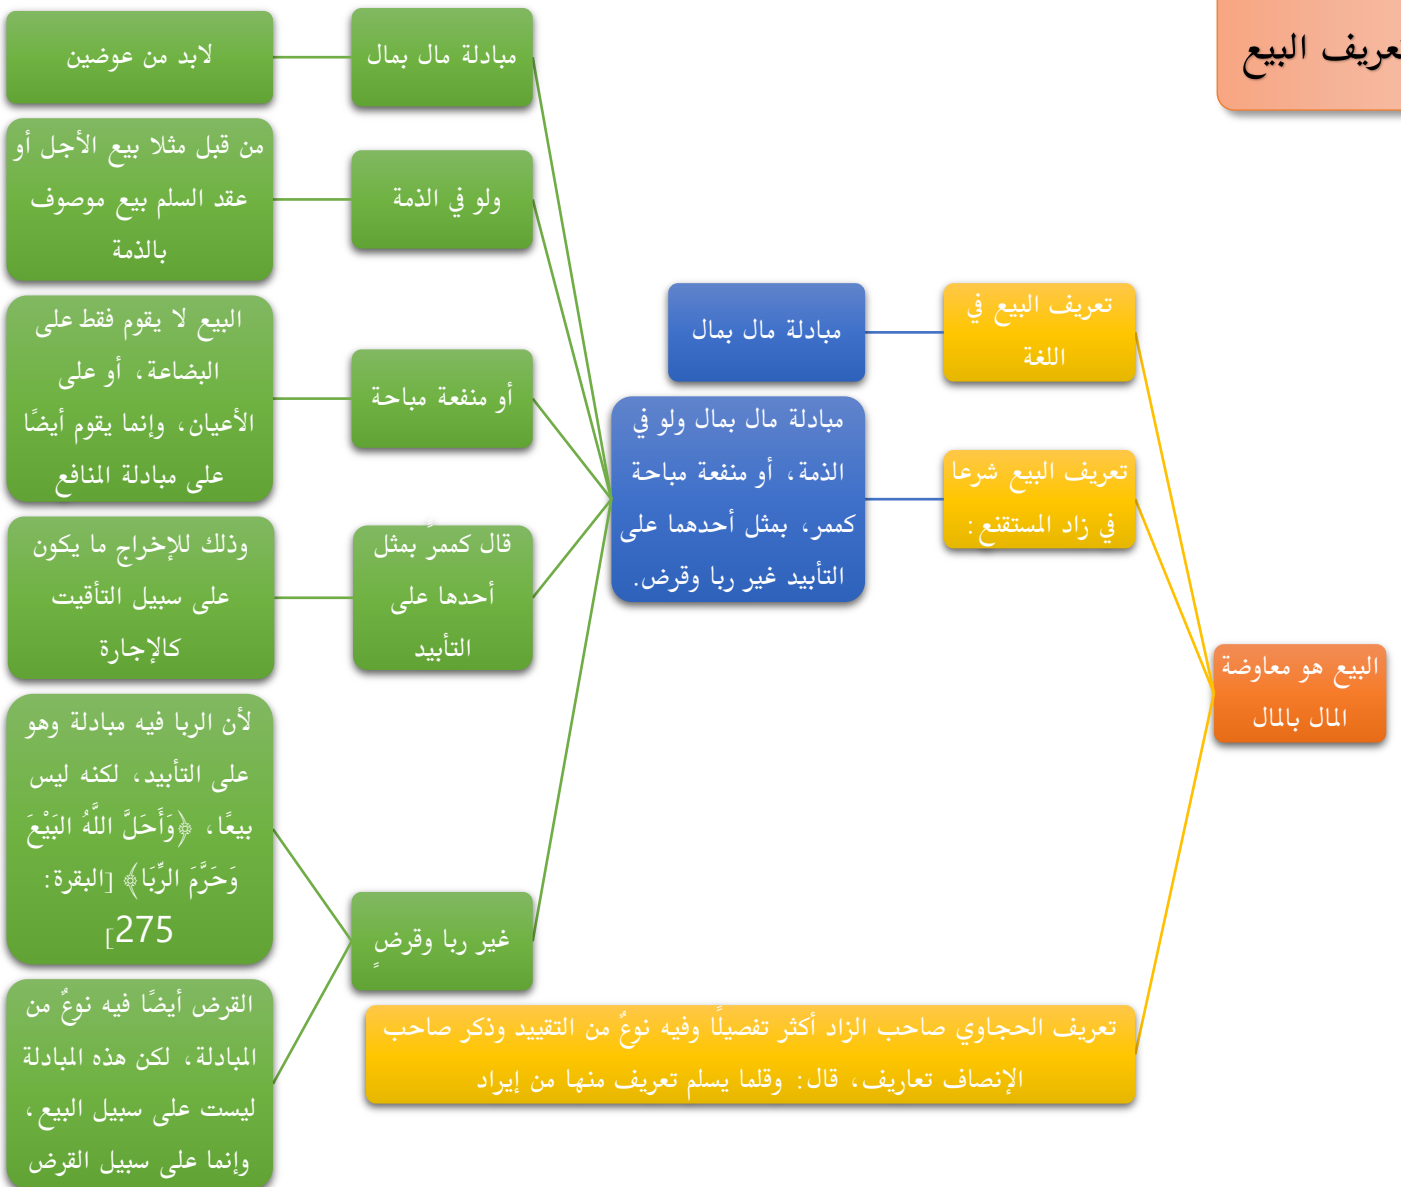 تعريف البيع
البيع هو معاوضة
المال بالمال
تعريف البيع في
اللغة
مبادلة مال بمال
تعريف البيع شرعا
في زاد المستقنع :
مبادلة مال بمال ولو في
الذمة، أو منفعة مباحة
كممر، بمثل أحدهما على
التأبيد غير ربا وقرض.
مبادلة مال بمال
لابد من عوضين
ولو في الذمة
من قبل مثلا بيع الأجل أو
عقد السلم بيع موصوف
بالذمة
أو منفعة مباحة
البيع لا يقوم فقط على
البضاعة، أو على
الأعيان، وإنما يقوم أيضًا
على مبادلة المنافع
قال كممرً بمثل
أحدها على
التأبيد
وذلك للإخراج ما يكون
على سبيل التأقيت
كالإجارة
غير ربا وقرضٍ
لأن الربا فيه مبادلة وهو
على التأبيد، لكنه ليس
بيعًا، ﴿وَأَحَلَّ اللَّهُ البَيْعَ
وَحَرَّمَ الرِّبَا﴾ [البقرة:
275]
القرض أيضًا فيه نوعٌ من
المبادلة، لكن هذه المبادلة
ليست على سبيل البيع،
وإنما على سبيل القرض
تعريف الحجاوي صاحب الزاد أكثر تفصيلًا وفيه نوعٌ من التقييد وذكر صاحب
الإنصاف تعاريف، قال: وقلما يسلم تعريف منها من إيراد